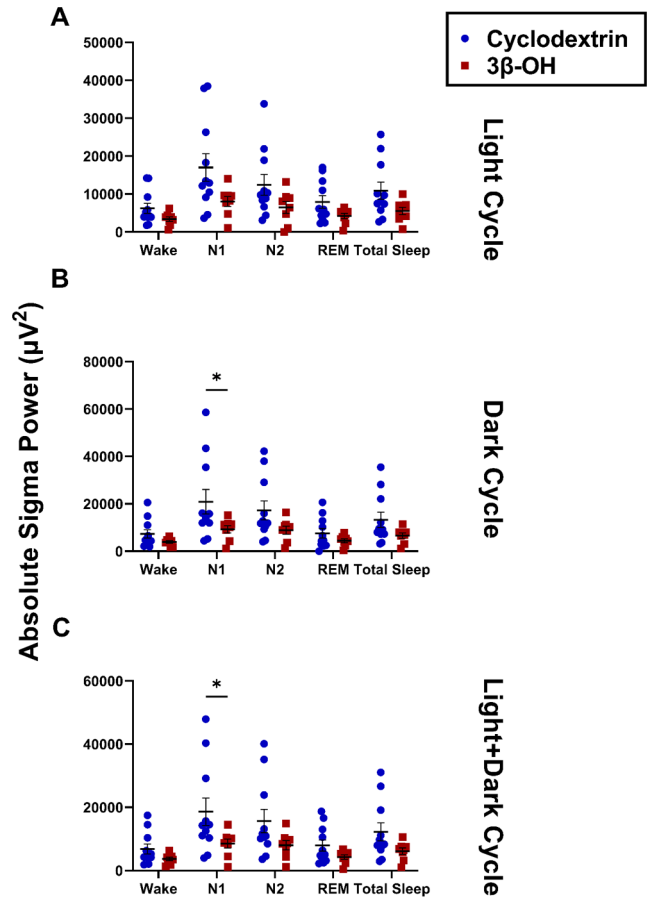 A
Cyclodextrin
3β-OH
50000
40000
30000
20000
10000
0
Wake N1 N2 REM Total Sleep
Light Cycle
B
80000
60000
40000
20000
0
*
Wake N1 N2 REM Total Sleep
Dark Cycle
Absolute Sigma Power (µV²)
C
60000
40000
20000
0
*
Wake N1 N2 REM Total Sleep
Light+Dark Cycle